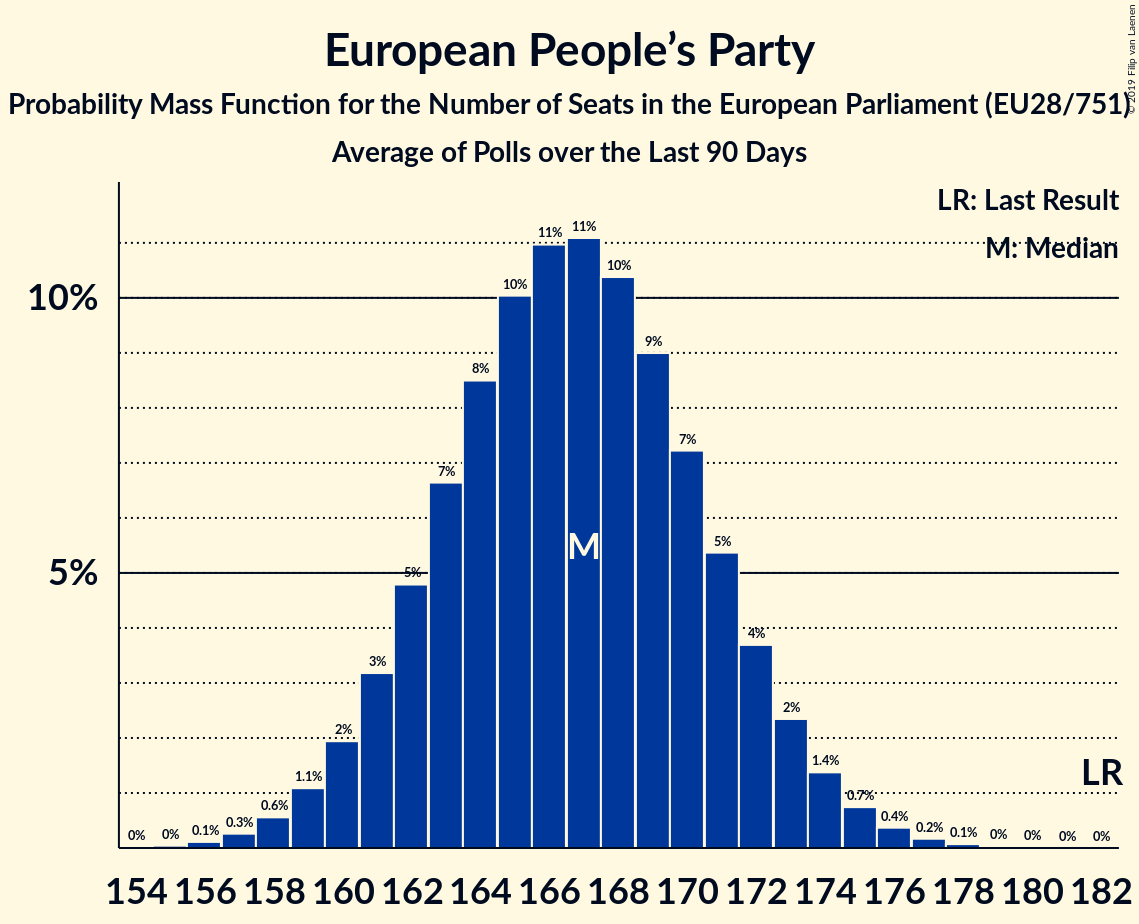 European People’s Party
Probability Mass Function for the Number of Seats in the European Parliament (EU28/751)
Average of Polls over the Last 90 Days
© 2019 Filip van Laenen
LR: Last Result
M: Median
10%
5%
0% 0% 0.1% 0.3% 0.6% 1.1% 2% 3% 5% 7% 8% 10% 11% 11% 10% 9% 7% 5% 4% 2% 1.4% 0.7% 0.4% 0.2% 0.1% 0% 0% 0% 0%
M
LR
154 156 158 160 162 164 166 168 170 172 174 176 178 180 182